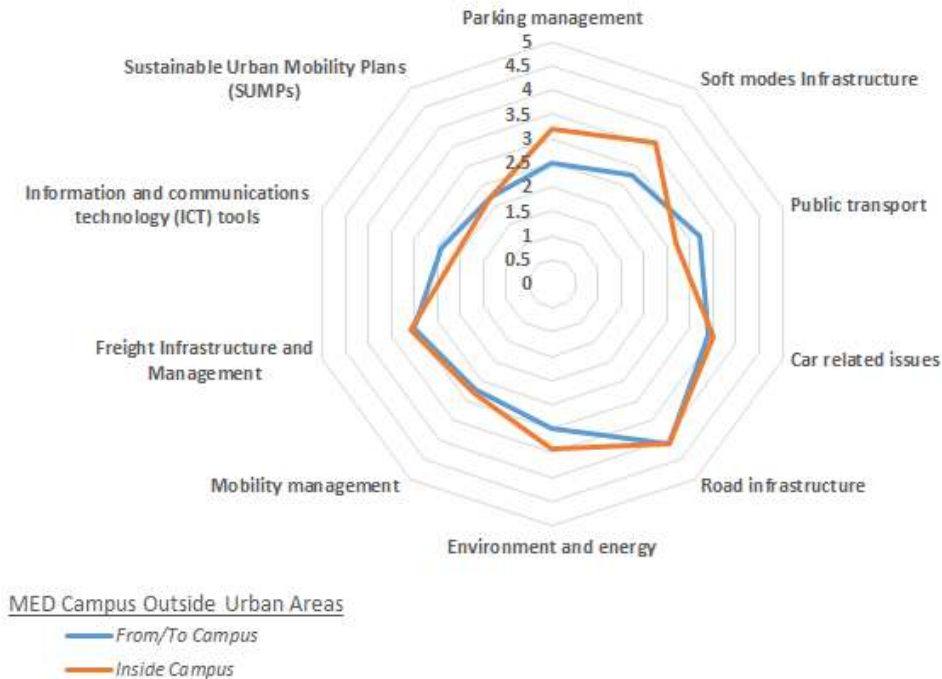 Parking management
5
4.5
4
3.5
3
2.5
2
1.5
1
0.5
0
Soft modes Infrastructure
Public transport
Car related issues
Road infrastructure
Environment and energy
Mobility management
Freight Infrastructure and
Management
Information and communications
technology (ICT) tools
Sustainable Urban Mobility Plans
(SUMPs)
MED Campus Outside Urban Areas
From/To Campus
Inside Campus